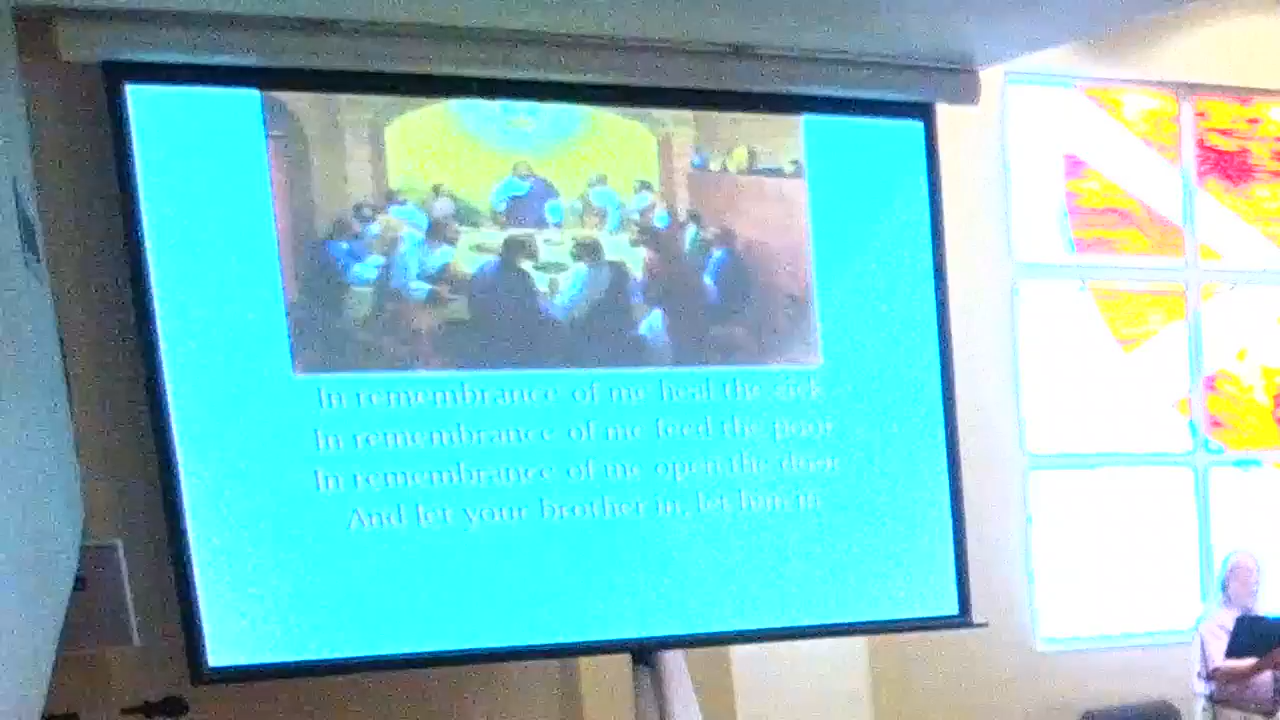 In remembrance of me heal the sick
In remembrance of me feed the poor
In remembrance of me open the door
And let your brother in, let him in